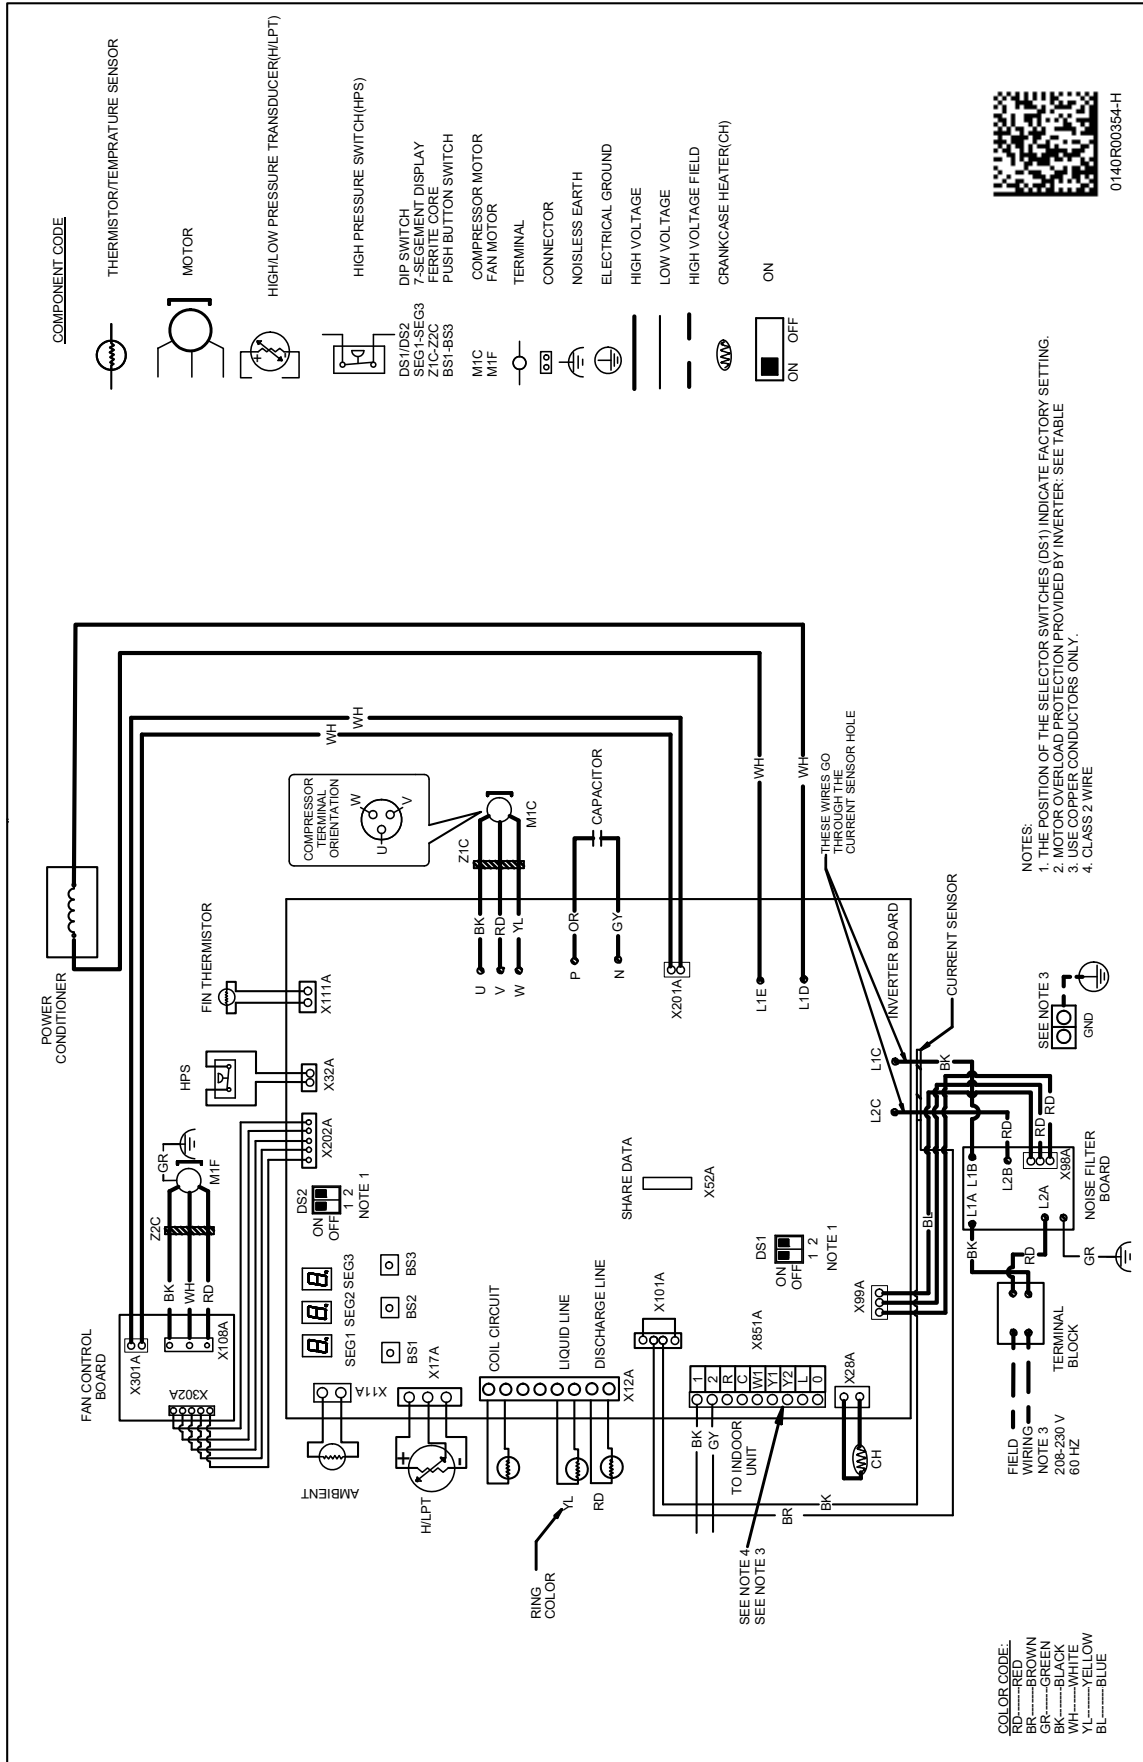 COMPONENT CODE
THERMISTOR/TEMPRATURE SENSOR
MOTOR
HIGH/LOW PRESSURE TRANSDUCER(H/LPT)
HIGH PRESSURE SWITCH(HPS)
DS1/DS2 DIP SWITCH
SEG1-SEG3 7-SEGEMENT DISPLAY
Z1C-Z2C FERRITE CORE
BS1-BS3 PUSH BUTTON SWITCH
M1C COMPRESSOR MOTOR
M1F FAN MOTOR
TERMINAL
CONNECTOR
NOISLESS EARTH
ELECTRICAL GROUND
HIGH VOLTAGE
LOW VOLTAGE
HIGH VOLTAGE FIELD
CRANKCASE HEATER(CH)
ON
ON OFF
POWER
CONDITIONER
FIN THERMISTOR
X111A
HPS
X32A
X202A
GR
M1F
Z2C
BK
WH
RD
FAN CONTROL
BOARD
X301A
X108A
X302A
WH
WH
COMPRESSOR
TERMINAL
ORIENTATION
W
V
U
Z1C
M1C
BK
RD
YL
U
V
W
CAPACITOR
P
OR
N
GY
X201A
L1E
WH
L1D
WH
DS2
ON
OFF
1 2
NOTE 1
SEG1 SEG2 SEG3
BS1
BS2
BS3
AMBIENT
X11A
X17A
+
-
H/LPT
COIL CIRCUIT
LIQUID LINE
DISCHARGE LINE
X12A
YL
RD
RING
COLOR
SHARE DATA
X52A
DS1
ON
OFF
1 2
NOTE 1
X101A
X851A
1
2
R
C
W1
Y1
Y2
L
0
BK
GY
TO INDOOR
UNIT
SEE NOTE 4
SEE NOTE 3
X28A
CH
BR
BK
X99A
BL
INVERTER BOARD
THESE WIRES GO
THROUGH THE
CURRENT SENSOR HOLE
CURRENT SENSOR
L1C
L2C
BK
RD
RD
RD
L1A L1B
L2B
L2A
X98A
NOISE FILTER
BOARD
BK
RD
GR
TERMINAL
BLOCK
FIELD
WIRING
NOTE 3
208-230 V
60 HZ
SEE NOTE 3
GND
NOTES:
1. THE POSITION OF THE SELECTOR SWITCHES (DS1) INDICATE FACTORY SETTING.
2. MOTOR OVERLOAD PROTECTION PROVIDED BY INVERTER: SEE TABLE
3. USE COPPER CONDUCTORS ONLY.
4. CLASS 2 WIRE
COLOR CODE:
RD------RED
BR------BROWN
GR------GREEN
BK------BLACK
WH-----WHITE
YL------YELLOW
BL------BLUE
0140R00354-H